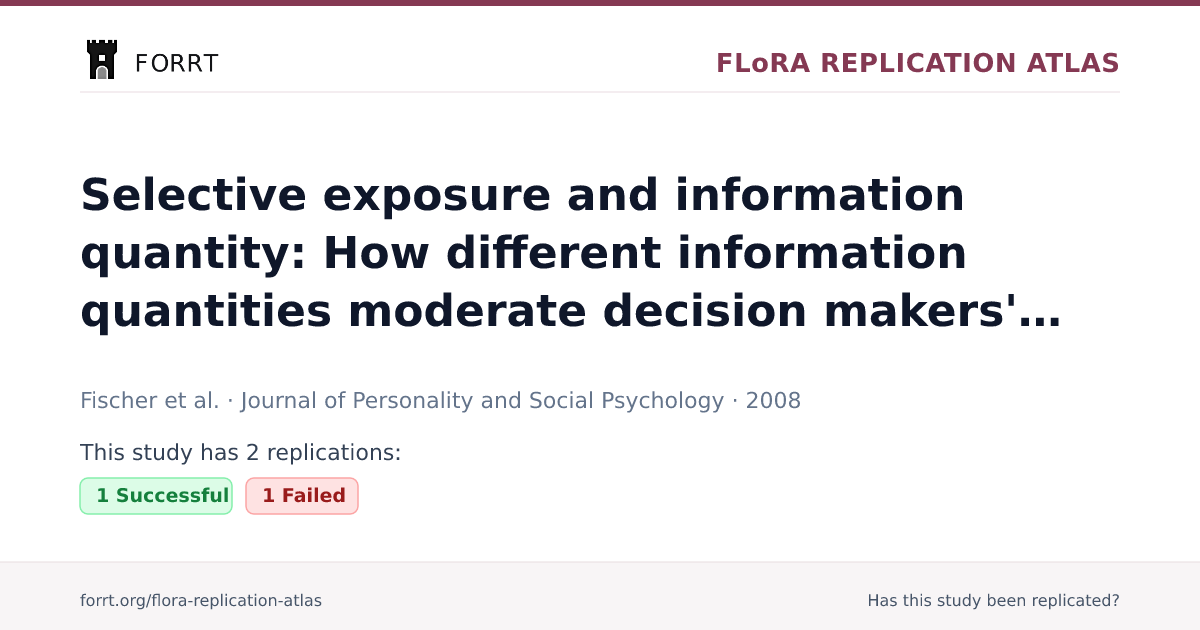 FORRT
FLoRA REPLICATION ATLAS
Selective exposure and information
quantity: How different information
quantities moderate decision makers'…
Fischer et al. · Journal of Personality and Social Psychology · 2008
This study has 2 replications:
1 Successful
1 Failed
forrt.org/flora-replication-atlas
Has this study been replicated?